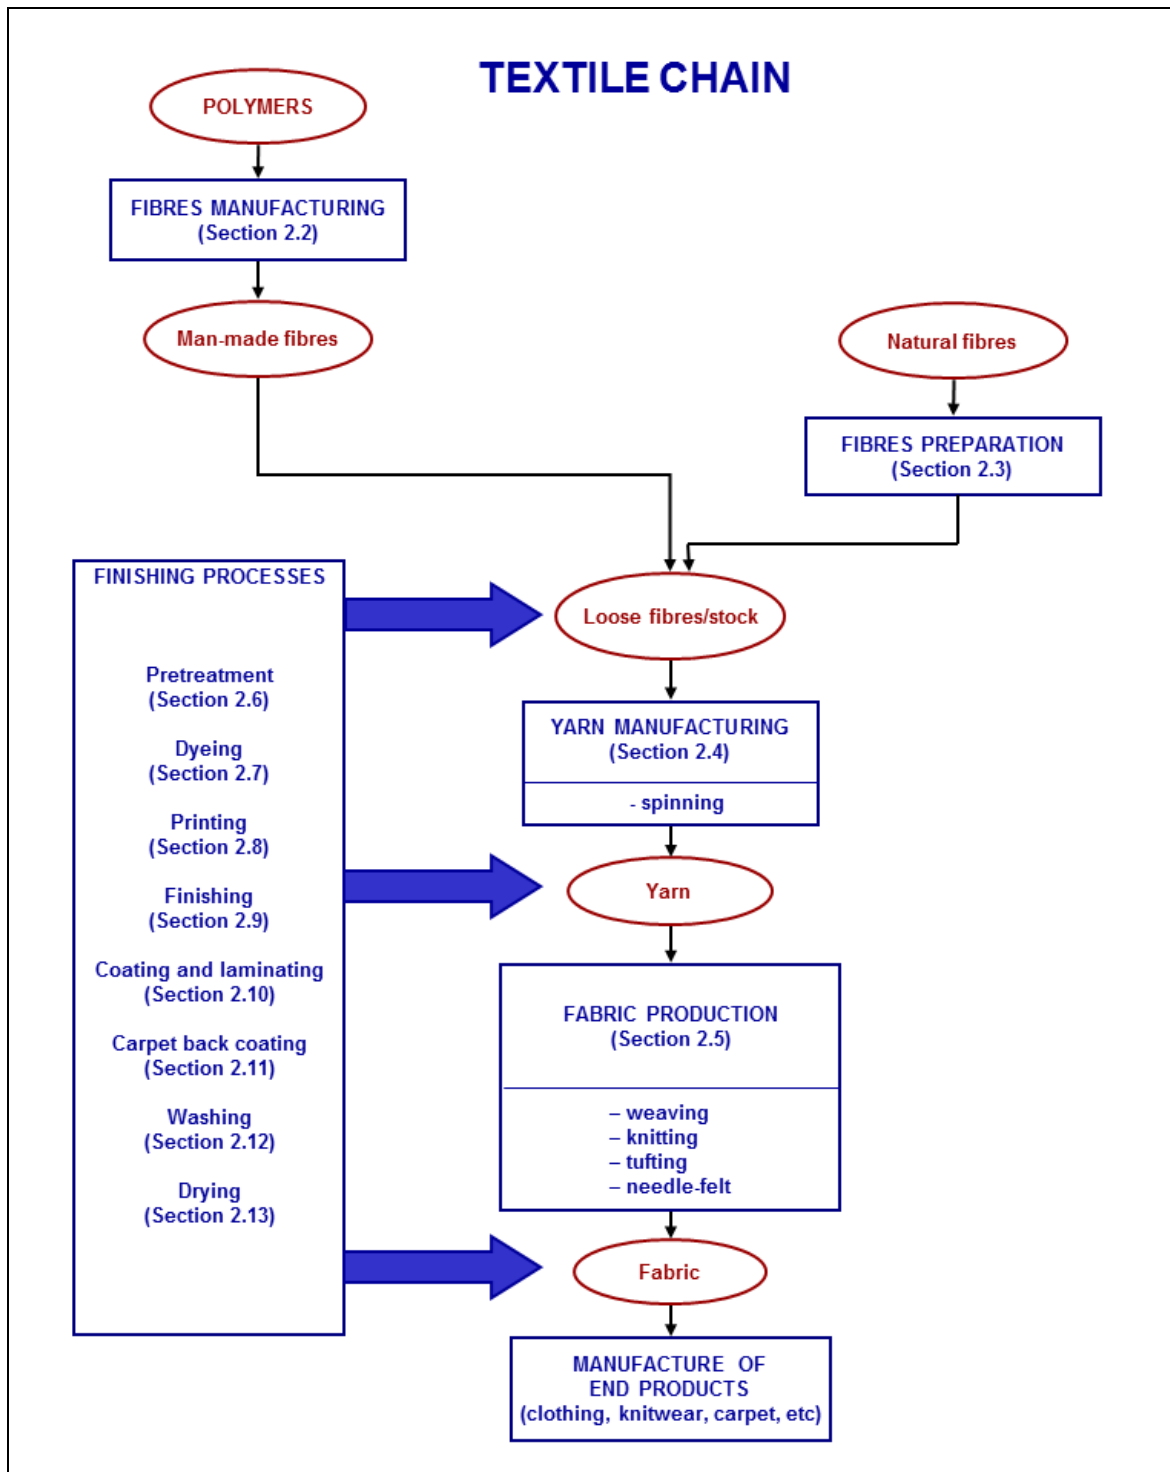 TEXTILE CHAIN
POLYMERS
FIBRES MANUFACTURING
(Section 2.2)
Man-made fibres
Natural fibres
FIBRES PREPARATION
(Section 2.3)
FINISHING PROCESSES
Pretreatment
(Section 2.6)
Dyeing
(Section 2.7)
Printing
(Section 2.8)
Finishing
(Section 2.9)
Coating and laminating
(Section 2.10)
Carpet back coating
(Section 2.11)
Washing
(Section 2.12)
Drying
(Section 2.13)
Loose fibres/stock
YARN MANUFACTURING
(Section 2.4)
- spinning
Yarn
FABRIC PRODUCTION
(Section 2.5)
– weaving
– knitting
– tufting
– needle-felt
Fabric
MANUFACTURE OF
END PRODUCTS
(clothing, knitwear, carpet, etc)